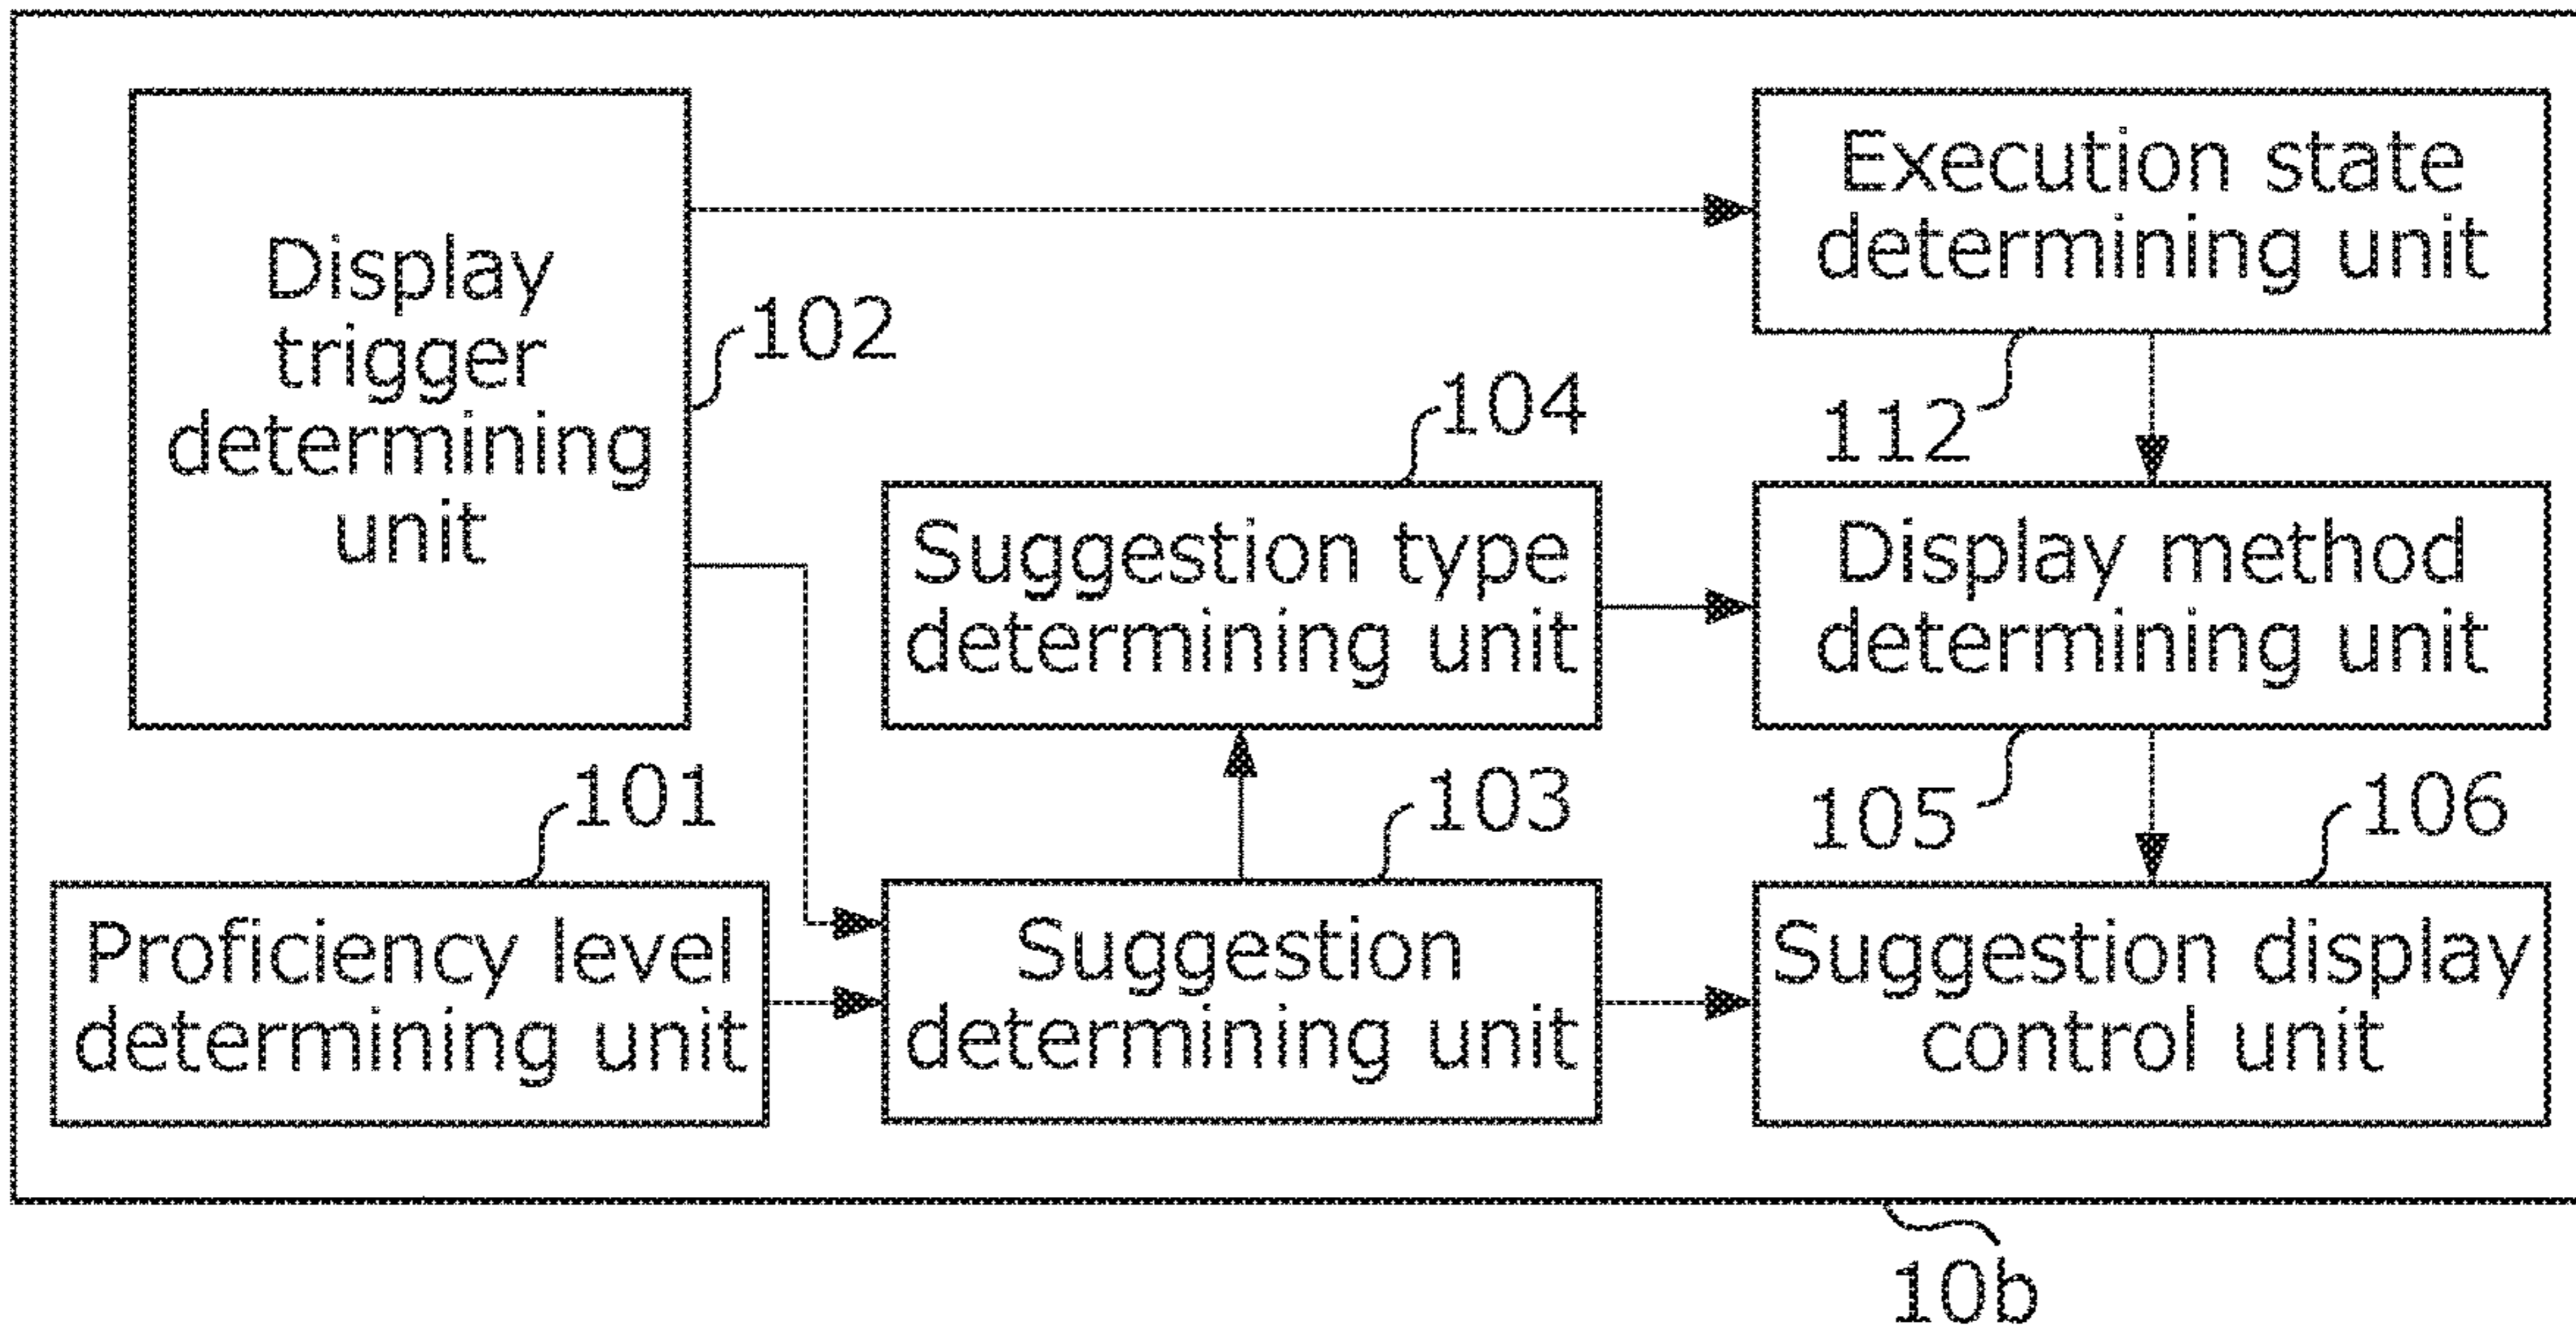 Display
trigger
determining
unit
102
Execution state
determining unit
112
104
Suggestion type
determining unit
Display method
determining unit
105
101
Proficiency level
determining unit
103
Suggestion
determining unit
106
Suggestion display
control unit
10b